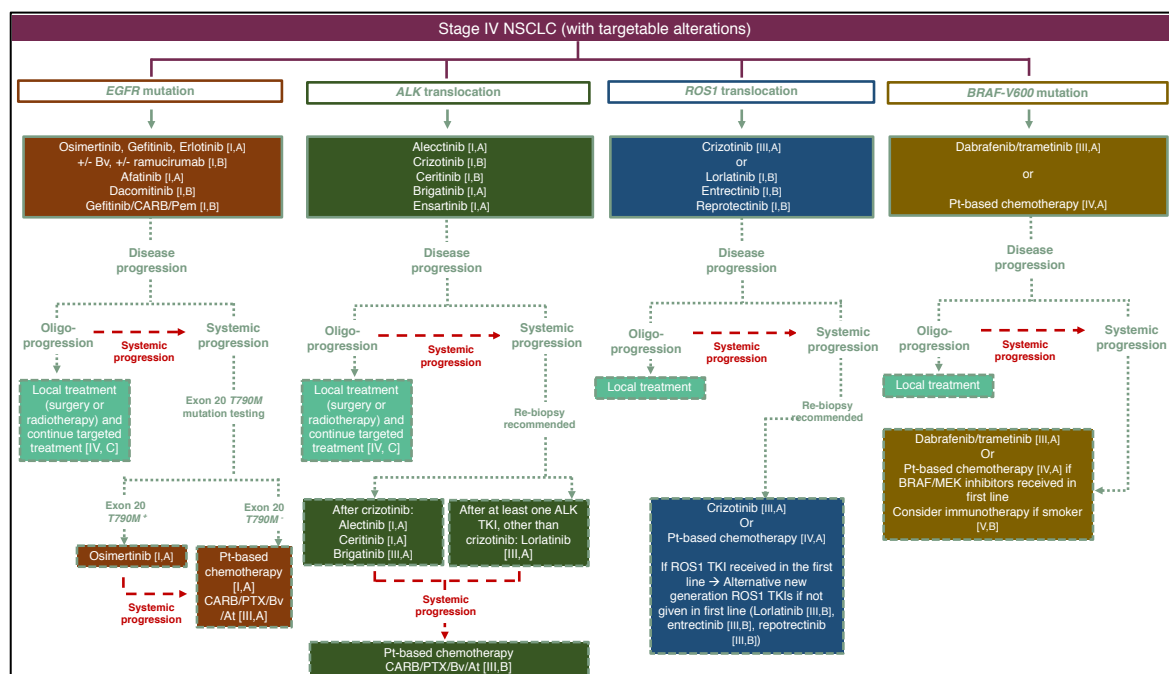 Stage IV NSCLC (with targetable alterations)
EGFR mutation
ALK translocation
ROS1 translocation
BRAF-V600 mutation
Osimertinib, Gefitinib, Erlotinib [I,A]
+/- Bv, +/- ramucirumab [I,B]
Afatinib [I,A]
Dacomitinib [I,B]
Gefitinib/CARB/Pem [I,B]
Alecctinib [I,A]
Crizotinib [I,B]
Ceritinib [I,B]
Brigatinib [I,A]
Ensartinib [I,A]
Crizotinib [III,A]
or
Lorlatinib [I,B]
Entrectinib [I,B]
Reprotectinib [I,B]
Dabrafenib/trametinib [III,A]
or
Pt-based chemotherapy [IV,A]
Disease
progression
Disease
progression
Disease
progression
Disease
progression
Oligo-
progression
Systemic
progression
Systemic
progression
Oligo-
progression
Systemic
progression
Systemic
progression
Oligo-
progression
Systemic
progression
Systemic
progression
Oligo-
progression
Systemic
progression
Systemic
progression
Local treatment
(surgery or
radiotherapy) and
continue targeted
treatment [IV, C]
Exon 20 T790M
mutation testing
Local treatment
(surgery or
radiotherapy) and
continue targeted
treatment [IV, C]
Re-biopsy
recommended
Local treatment
Re-biopsy
recommended
Local treatment
Exon 20
T790M +
Exon 20
T790M -
Osimertinib [I,A]
Systemic
progression
Pt-based
chemotherapy
[I,A]
CARB/PTX/Bv
/At [III,A]
After crizotinib:
Alectinib [I,A]
Ceritinib [I,A]
Brigatinib [III,A]
After at least one ALK
TKI, other than
crizotinib: Lorlatinib
[III,A]
Systemic
progression
Pt-based chemotherapy
CARB/PTX/Bv/At [III,B]
Crizotinib [III,A]
Or
Pt-based chemotherapy [IV,A]
If ROS1 TKI received in the first
line → Alternative new
generation ROS1 TKIs if not
given in first line (Lorlatinib [III,B],
entrectinib [III,B], repotrectinib
[III,B])
Dabrafenib/trametinib [III,A]
Or
Pt-based chemotherapy [IV,A] if
BRAF/MEK inhibitors received in
first line
Consider immunotherapy if smoker
[V,B]